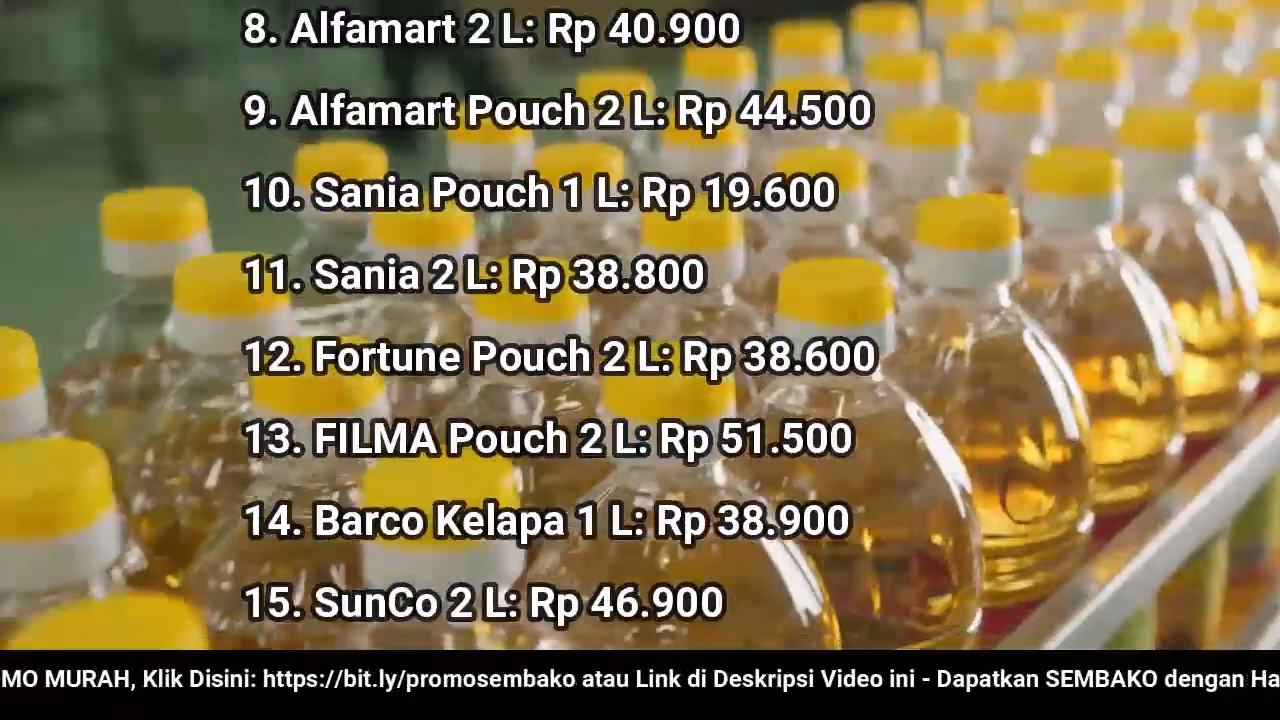 8. Alfamart 2 L: Rp 40.900
9. Alfamart Pouch 2 L: Rp 44.500
10. Sania Pouch 1 L: Rp 19.600
11. Sania 2 L: Rp 38.800
12. Fortune Pouch 2 L: Rp 38.600
13. FILMA Pouch 2 L: Rp 51.500
14. Barco Kelapa 1 L: Rp 38.900
15. SunCo 2 L: Rp 46.900
MO MURAH, Klik Disini: https://bit.ly/promosembako atau Link di Deskripsi Video ini - Dapatkan SEMBAKO dengan Ha